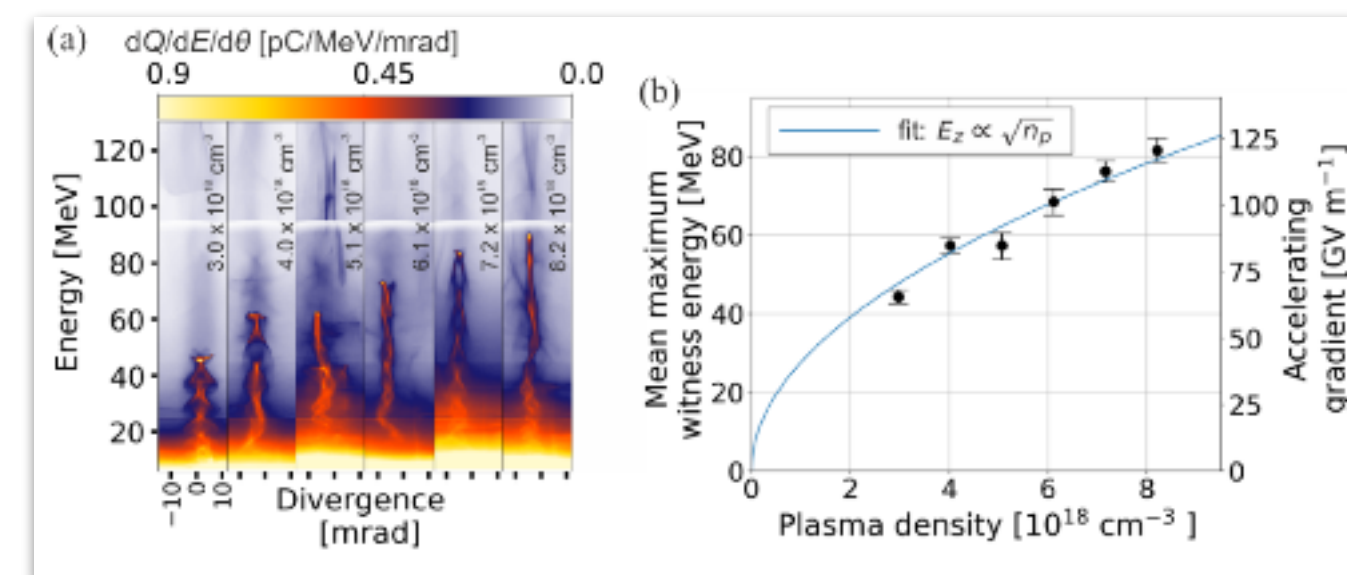 (a) dQ/dE/dθ [pC/MeV/mrad]
0.9 0.45 0.0
120
100
80
60
40
20
Energy [MeV]
3.0 x 10¹⁸ cm⁻³
4.0 x 10¹⁸ cm⁻³
5.1 x 10¹⁸ cm⁻³
6.1 x 10¹⁸ cm⁻³
7.2 x 10¹⁸ cm⁻³
8.2 x 10¹⁸ cm⁻³
−10 0 10
Divergence
[mrad]
(b)
fit: E_z ∝ √n_p
Mean maximum
witness energy [MeV]
80
60
40
20
0
0 2 4 6 8
Plasma density [10¹⁸ cm⁻³ ]
125
100
75
50
25
0
Accelerating
gradient [GV m⁻¹]